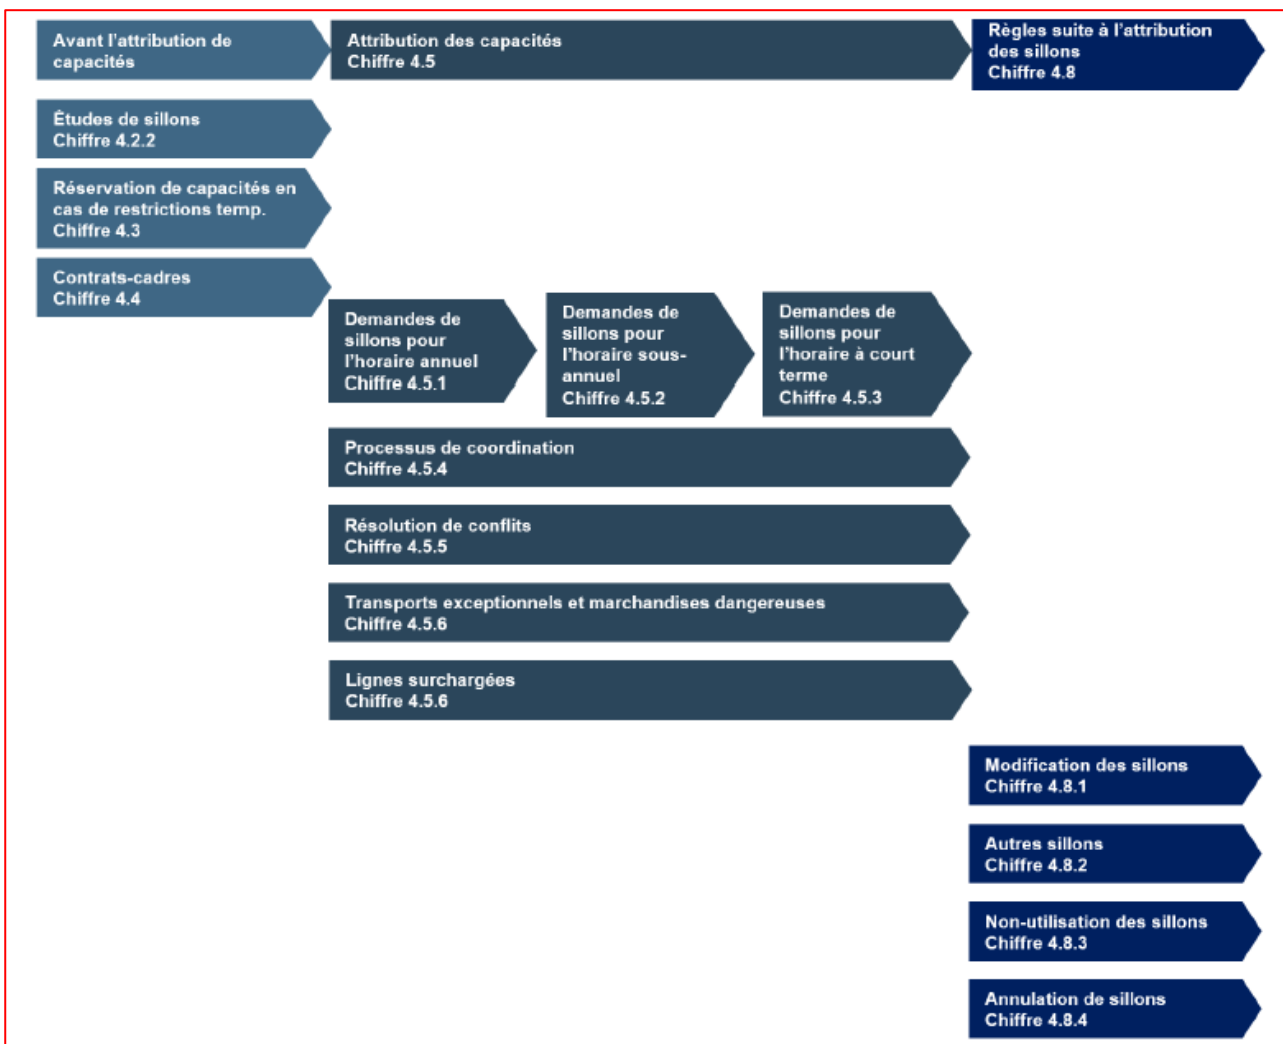 Avant l'attribution de
capacités
Attribution des capacités
Chiffre 4.5
Règles suite à l'attribution
des sillons
Chiffre 4.8
Études de sillons
Chiffre 4.2.2
Réservation de capacités en
cas de restrictions temp.
Chiffre 4.3
Contrats-cadres
Chiffre 4.4
Demandes de
sillons pour
l'horaire annuel
Chiffre 4.5.1
Demandes de
sillons pour
l'horaire sous-
annuel
Chiffre 4.5.2
Demandes de
sillons pour
l'horaire à court
terme
Chiffre 4.5.3
Processus de coordination
Chiffre 4.5.4
Résolution de conflits
Chiffre 4.5.5
Transports exceptionnels et marchandises dangereuses
Chiffre 4.5.6
Lignes surchargées
Chiffre 4.5.6
Modification des sillons
Chiffre 4.8.1
Autres sillons
Chiffre 4.8.2
Non-utilisation des sillons
Chiffre 4.8.3
Annulation de sillons
Chiffre 4.8.4